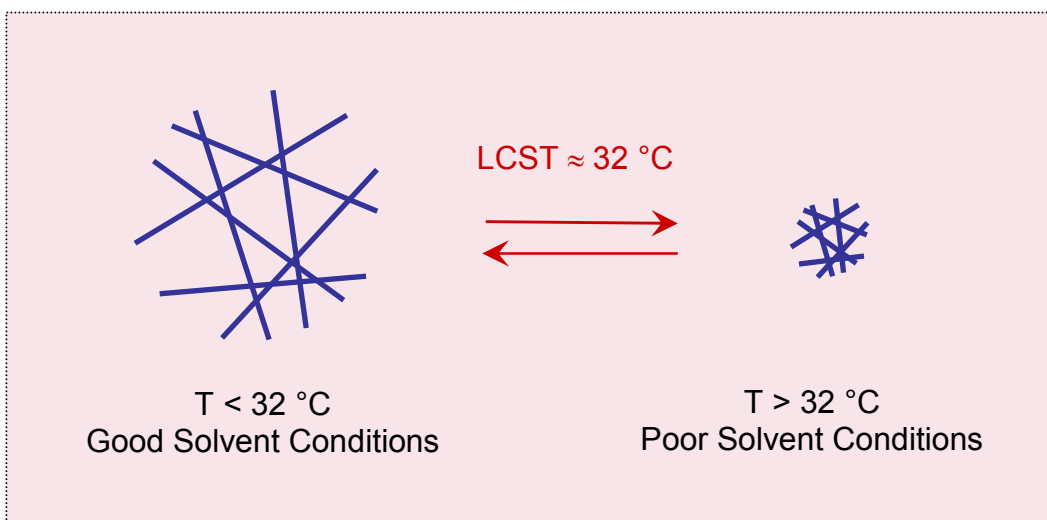 LCST ≈ 32 °C
T < 32 °C
Good Solvent Conditions
T > 32 °C
Poor Solvent Conditions